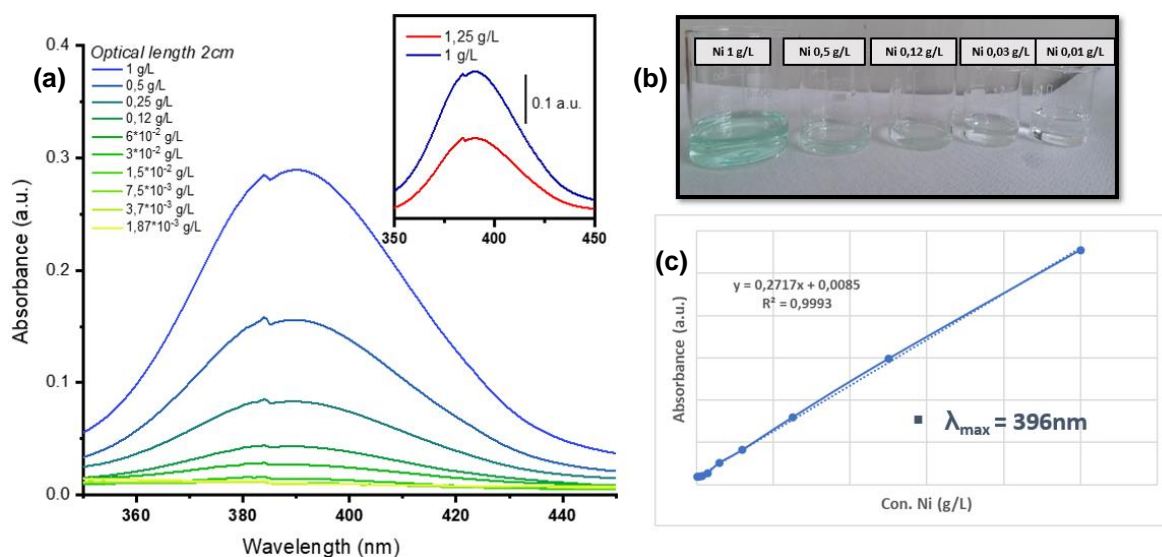 (a)
Absorbance (a.u.)
0.4
0.3
0.2
0.1
0.0
Optical length 2cm
1 g/L
0,5 g/L
0,25 g/L
0,12 g/L
6*10⁻² g/L
3*10⁻² g/L
1,5*10⁻² g/L
7,5*10⁻³ g/L
3,7*10⁻³ g/L
1,87*10⁻³ g/L
1,25 g/L
1 g/L
0.1 a.u.
350 400 450
360 380 400 420 440
Wavelength (nm)
(b)
Ni 1 g/L
Ni 0,5 g/L
Ni 0,12 g/L
Ni 0,03 g/L
Ni 0,01 g/L
(c)
Absorbance (a.u.)
y = 0,2717x + 0,0085
R² = 0,9993
λmax = 396nm
Con. Ni (g/L)